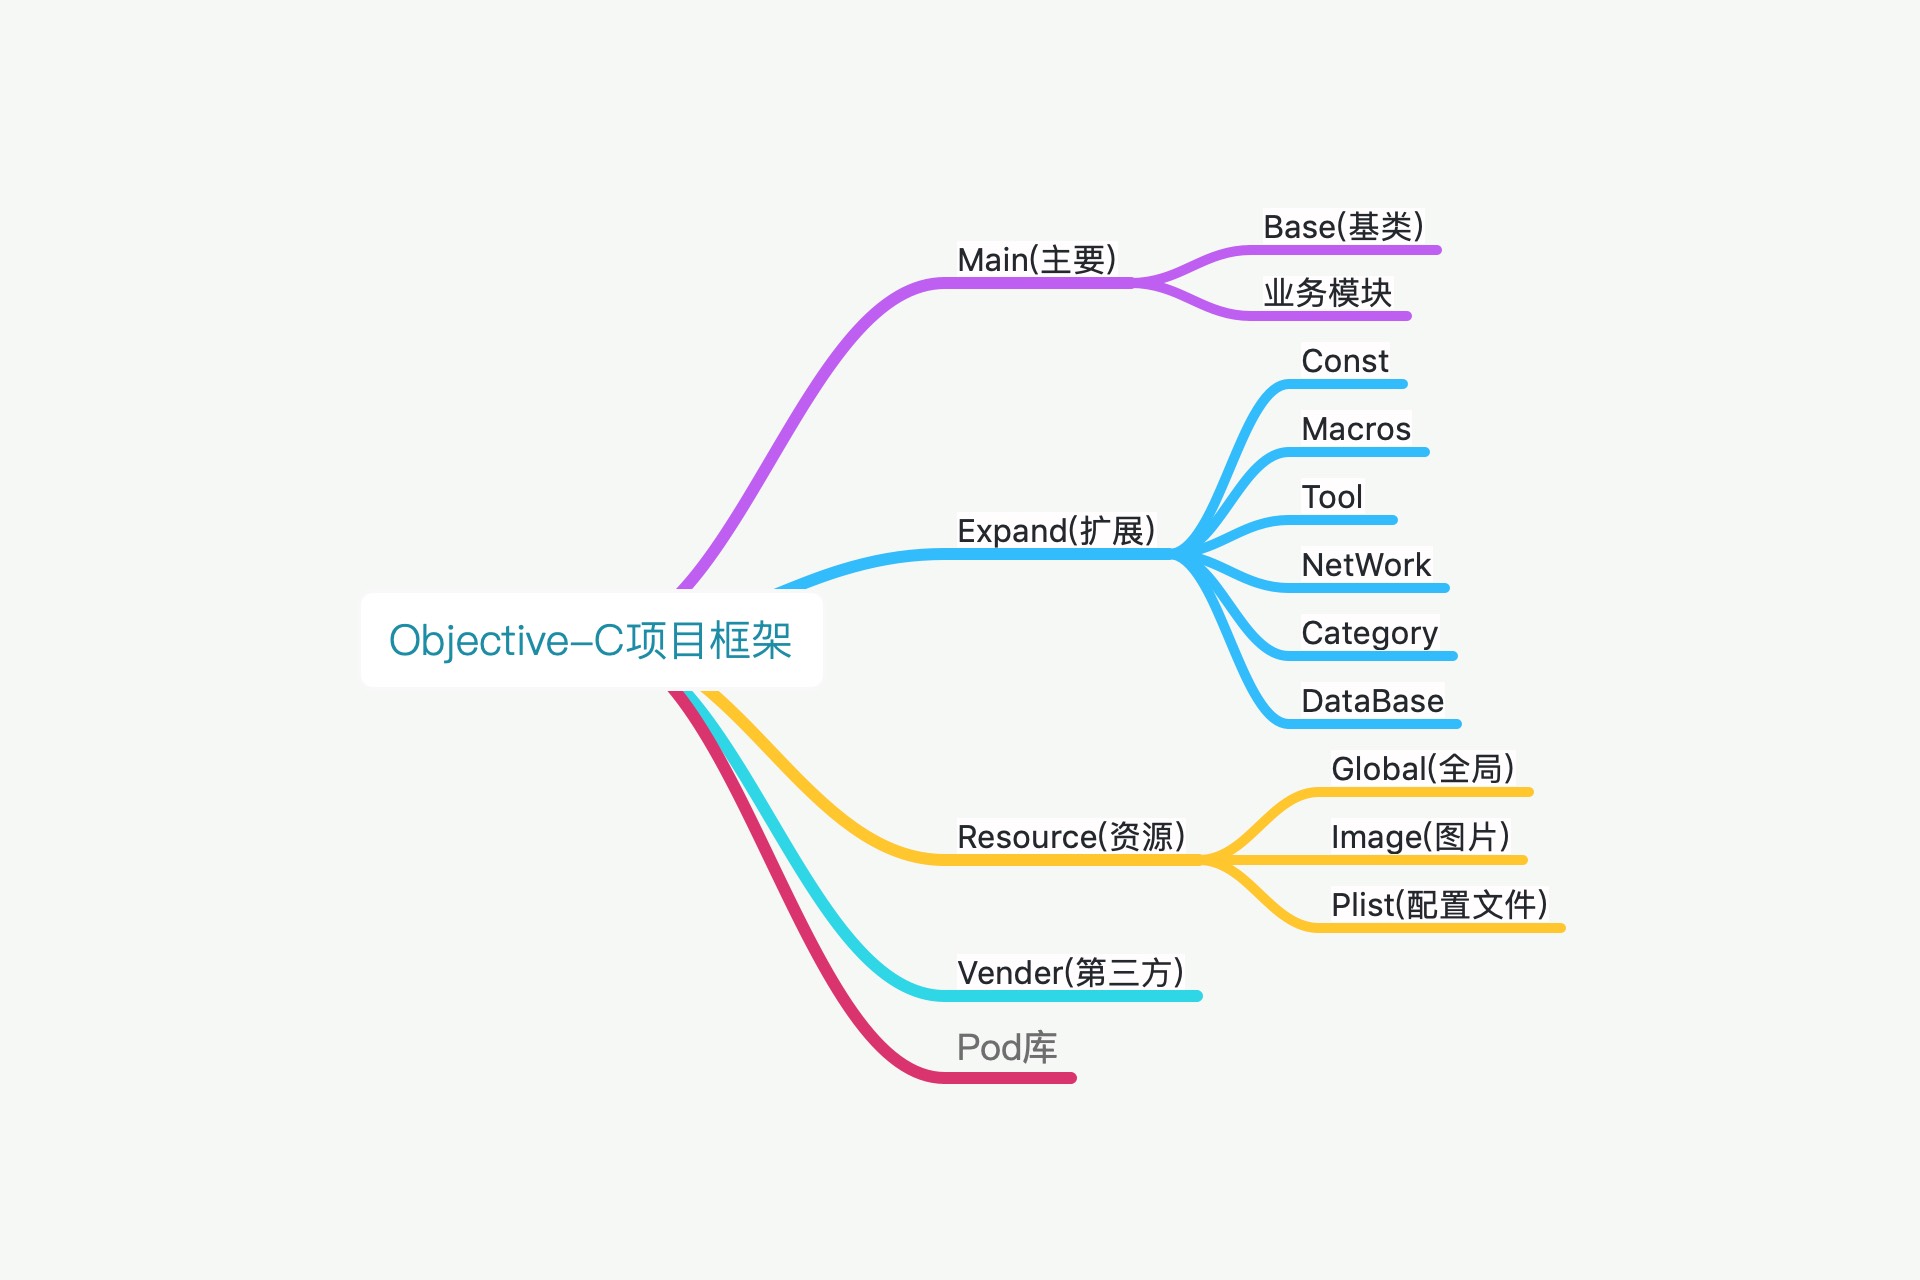 Objective-C项目框架
Main(主要)
Base(基类)
业务模块
Expand(扩展)
Const
Macros
Tool
NetWork
Category
DataBase
Resource(资源)
Global(全局)
Image(图片)
Plist(配置文件)
Vender(第三方)
Pod库